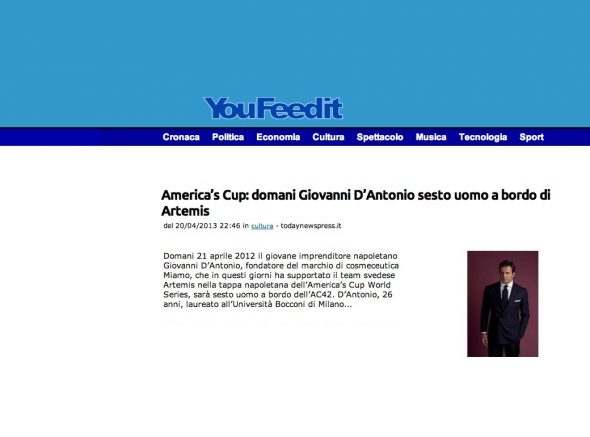 YouFeedit
Cronaca Politica Economia Cultura Spettacolo Musica Tecnologia Sport
America's Cup: domani Giovanni D'Antonio sesto uomo a bordo di
Artemis
del 20/04/2013 22:46 in cultura - todaynewspress.it
Domani 21 aprile 2012 il giovane imprenditore napoletano
Giovanni D'Antonio, fondatore del marchio di cosmeceutica
Miamo, che in questi giorni ha supportato il team svedese
Artemis nella tappa napoletana dell'America's Cup World
Series, sarà sesto uomo a bordo dell'AC42. D'Antonio, 26
anni, laureato all'Università Bocconi di Milano...